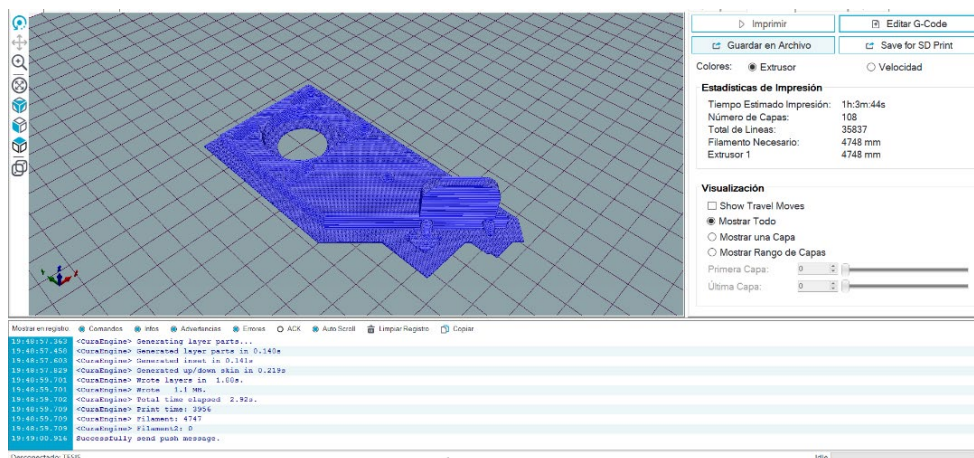 Imprimir
Editar G-Code
Guardar en Archivo
Save for SD Print
Colores: Extrusor Velocidad
Estadísticas de Impresión
Tiempo Estimado Impresión: 1h:3m:44s
Número de Capas: 108
Total de Lineas: 35837
Filamento Necesario: 4748 mm
Extrusor 1 4748 mm
Visualización
Show Travel Moves
Mostrar Todo
Mostrar una Capa
Mostrar Rango de Capas
Primera Capa: 0
Última Capa: 0
Mostrar en registro: Comandos Infos Advertencias Errores ACK Auto Scroll Limpiar Registro Copiar
19:48:57.363 <CuraEngine> Generating layer parts...
19:48:57.458 <CuraEngine> Generated layer parts in 0.140s
19:48:57.603 <CuraEngine> Generated inset in 0.141s
19:48:57.829 <CuraEngine> Generated up/down skin in 0.219s
19:48:59.701 <CuraEngine> Wrote layers in 1.88s.
19:48:59.701 <CuraEngine> Wrote 1.1 MB.
19:48:59.702 <CuraEngine> Total time elapsed 2.92s.
19:48:59.709 <CuraEngine> Print time: 3956
19:48:59.709 <CuraEngine> Filament: 4747
19:48:59.709 <CuraEngine> Filament2: 0
19:49:00.916 Successfully send push message.
Desconectado: TESIS
Idle